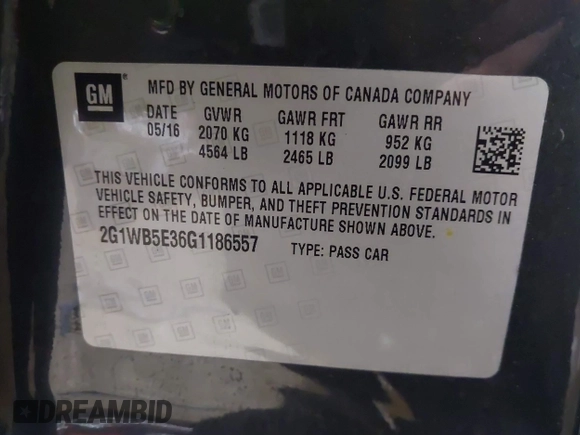 GM
MFD BY GENERAL MOTORS OF CANADA COMPANY
DATE GVWR GAWR FRT GAWR RR
05/16 2070 KG 1118 KG 952 KG
4564 LB 2465 LB 2099 LB
THIS VEHICLE CONFORMS TO ALL APPLICABLE U.S. FEDERAL MOTOR
VEHICLE SAFETY, BUMPER, AND THEFT PREVENTION STANDARDS IN
EFFECT ON THE DATE OF MANUFACTURE SHOWN ABOVE.
2G1WB5E36G1186557 TYPE: PASS CAR
DREAMBID